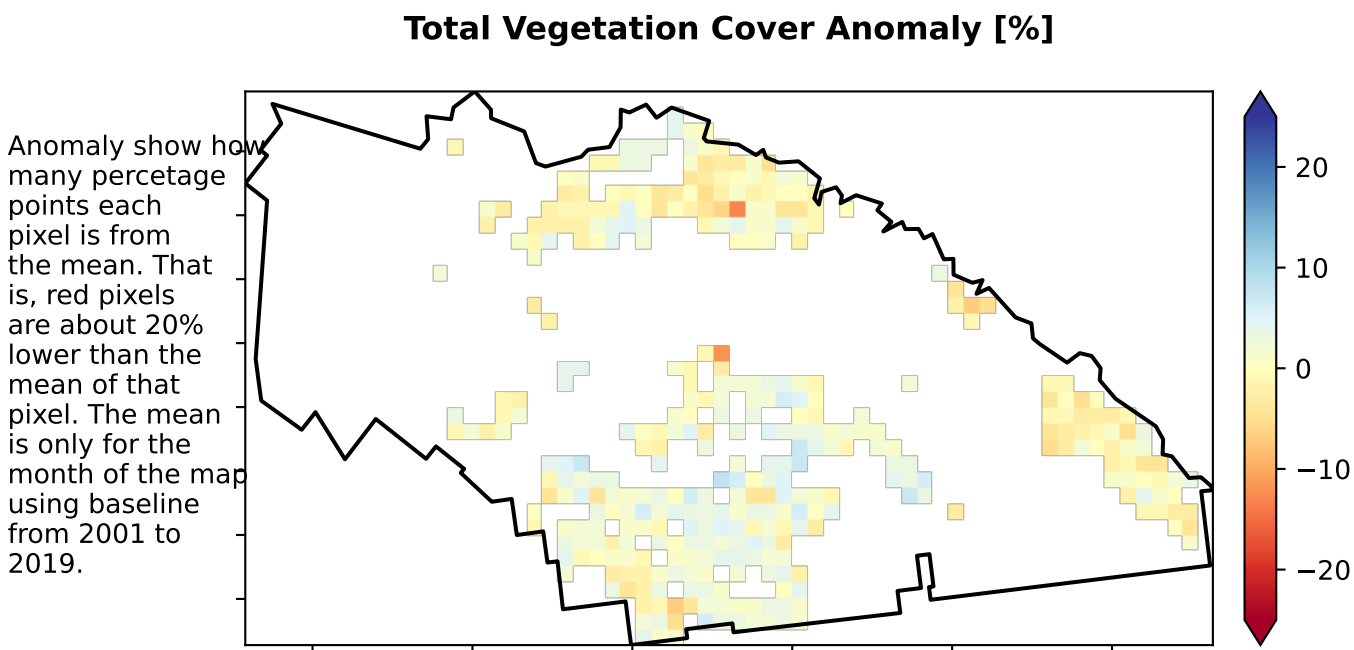 Total Vegetation Cover Anomaly [%]
Anomaly show how
many percetage
points each
pixel is from
the mean. That
is, red pixels
are about 20%
lower than the
mean of that
pixel. The mean
is only for the
month of the map
using baseline
from 2001 to
2019.
20
10
0
−10
−20